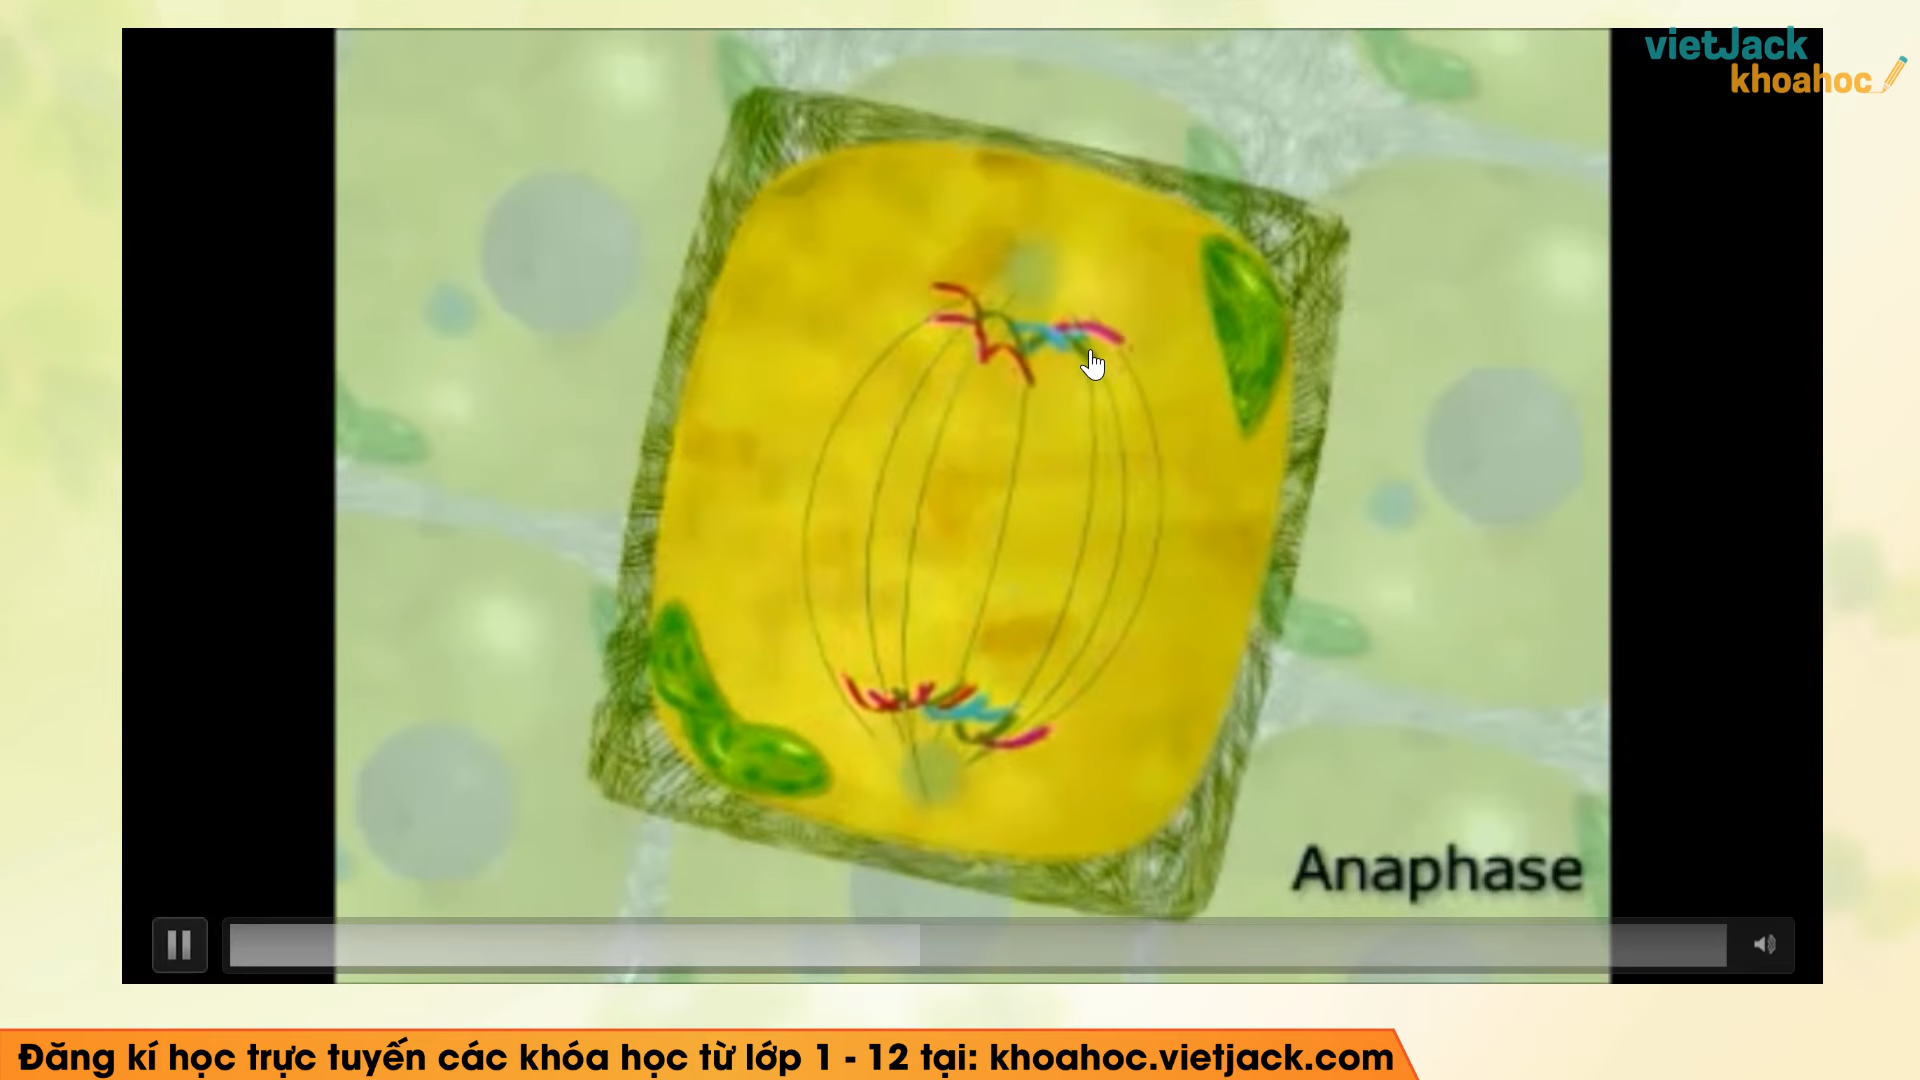 vietJack
khoahoc
Anaphase
Đăng kí học trực tuyến các khóa học từ lớp 1 - 12 tại: khoahoc.vietjack.com